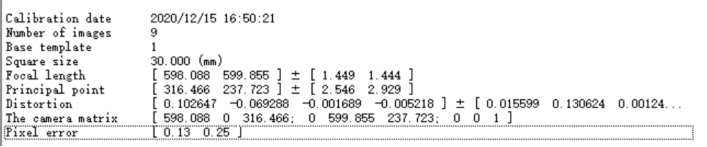 Calibration date 2020/12/15 16:50:21
Number of images 9
Base template 1
Square size 30.000 (mm)
Focal length [ 598.088 599.855 ] ± [ 1.449 1.444 ]
Principal point [ 316.466 237.723 ] ± [ 2.546 2.929 ]
Distortion [ 0.102647 -0.069288 -0.001689 -0.005218 ] ± [ 0.015599 0.130624 0.00124...
The camera matrix [ 598.088 0 316.466; 0 599.855 237.723; 0 0 1 ]
Pixel error [ 0.13 0.25 ]